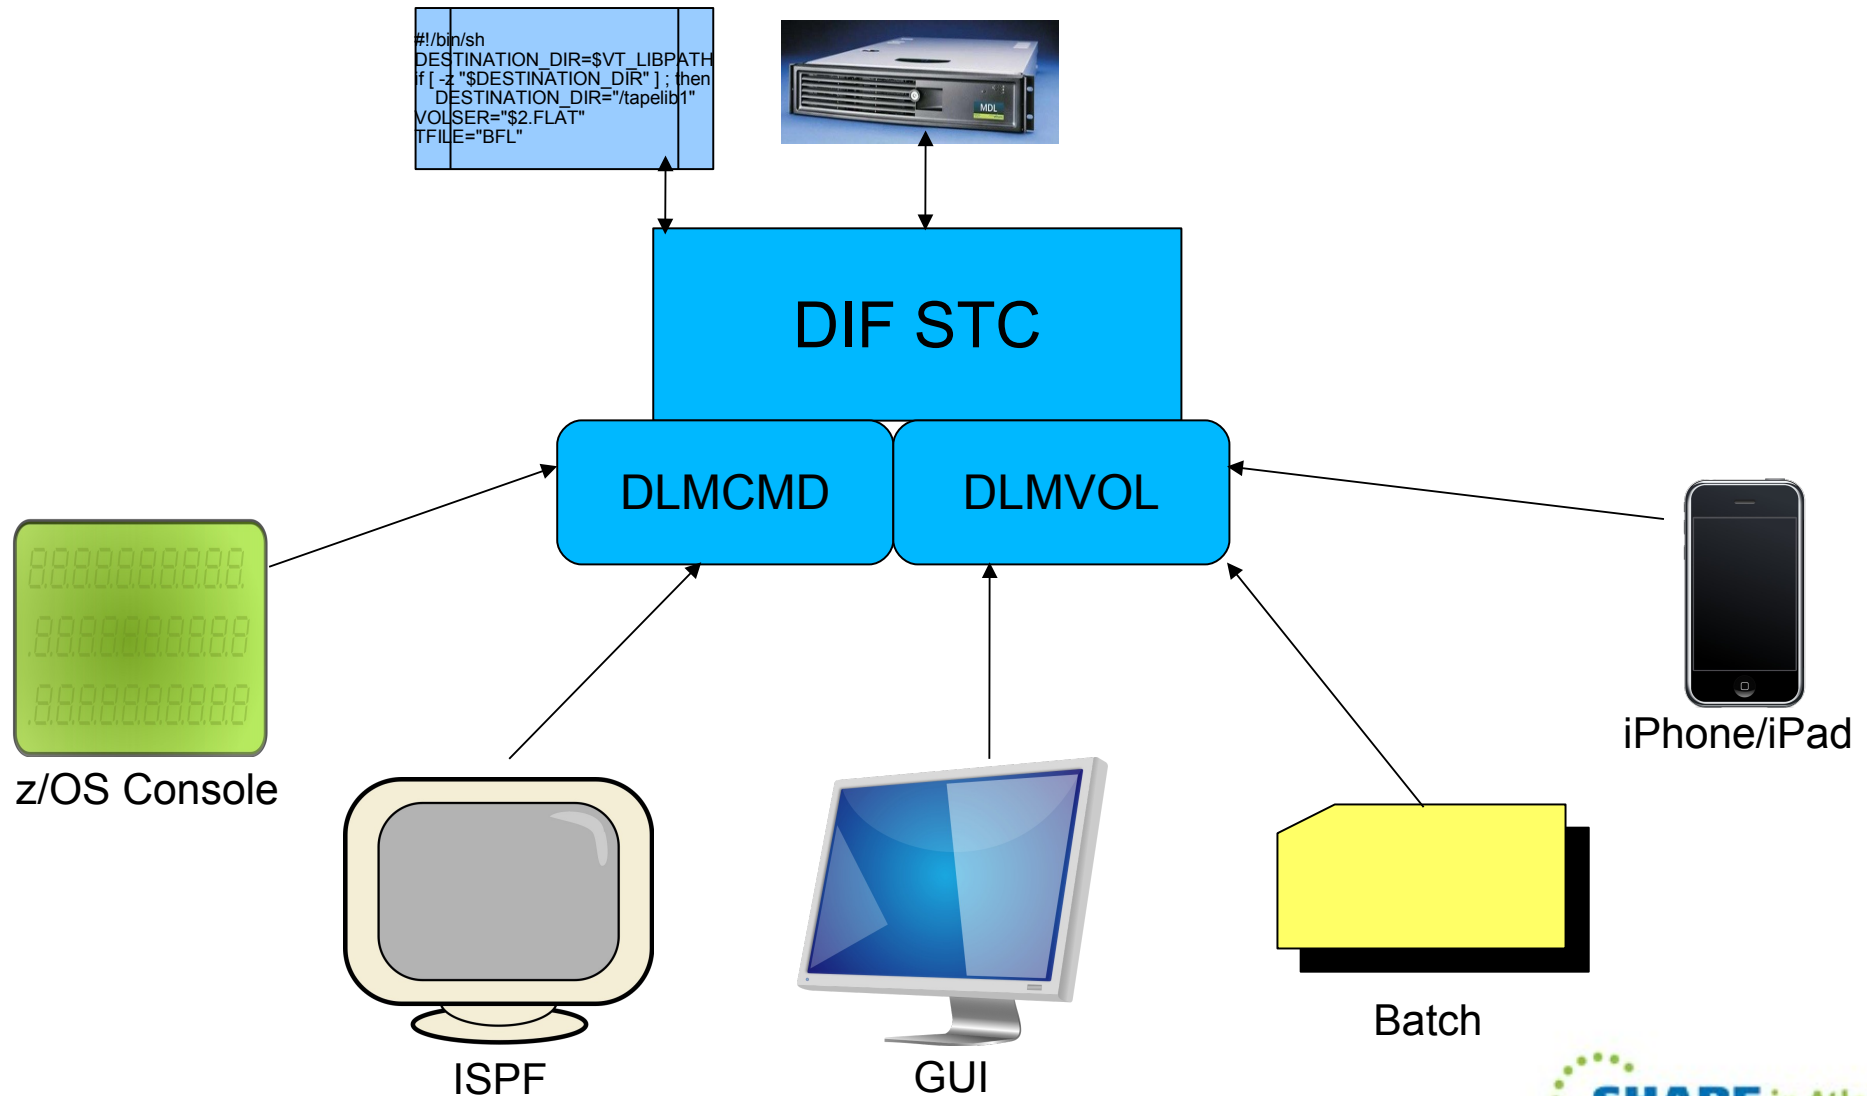 #!/bin/sh
DESTINATION_DIR=$VT_LIBPATH
if [ -z "$DESTINATION_DIR" ] ; then
DESTINATION_DIR="/tapelib1"
VOLSER="$2.FLAT"
TFILE="BFL"
MDL
DIF STC
DLMCMD
DLMVOL
z/OS Console
iPhone/iPad
ISPF
GUI
Batch